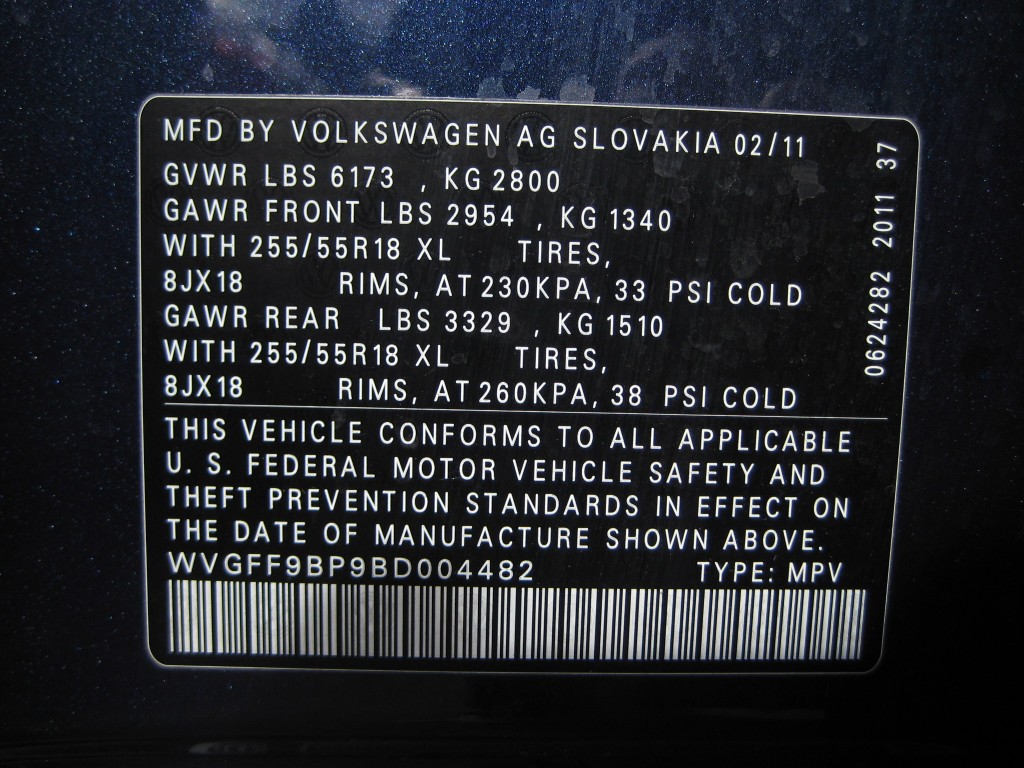 MFD BY VOLKSWAGEN AG SLOVAKIA 02/11
GVWR LBS 6173 , KG 2800
GAWR FRONT LBS 2954 , KG 1340
WITH 255/55R18 XL TIRES,
8JX18 RIMS, AT 230KPA, 33 PSI COLD
GAWR REAR LBS 3329 , KG 1510
WITH 255/55R18 XL TIRES,
8JX18 RIMS, AT 260KPA, 38 PSI COLD
0624282 2011 37
THIS VEHICLE CONFORMS TO ALL APPLICABLE
U. S. FEDERAL MOTOR VEHICLE SAFETY AND
THEFT PREVENTION STANDARDS IN EFFECT ON
THE DATE OF MANUFACTURE SHOWN ABOVE.
WVGFF9BP9BD004482 TYPE: MPV